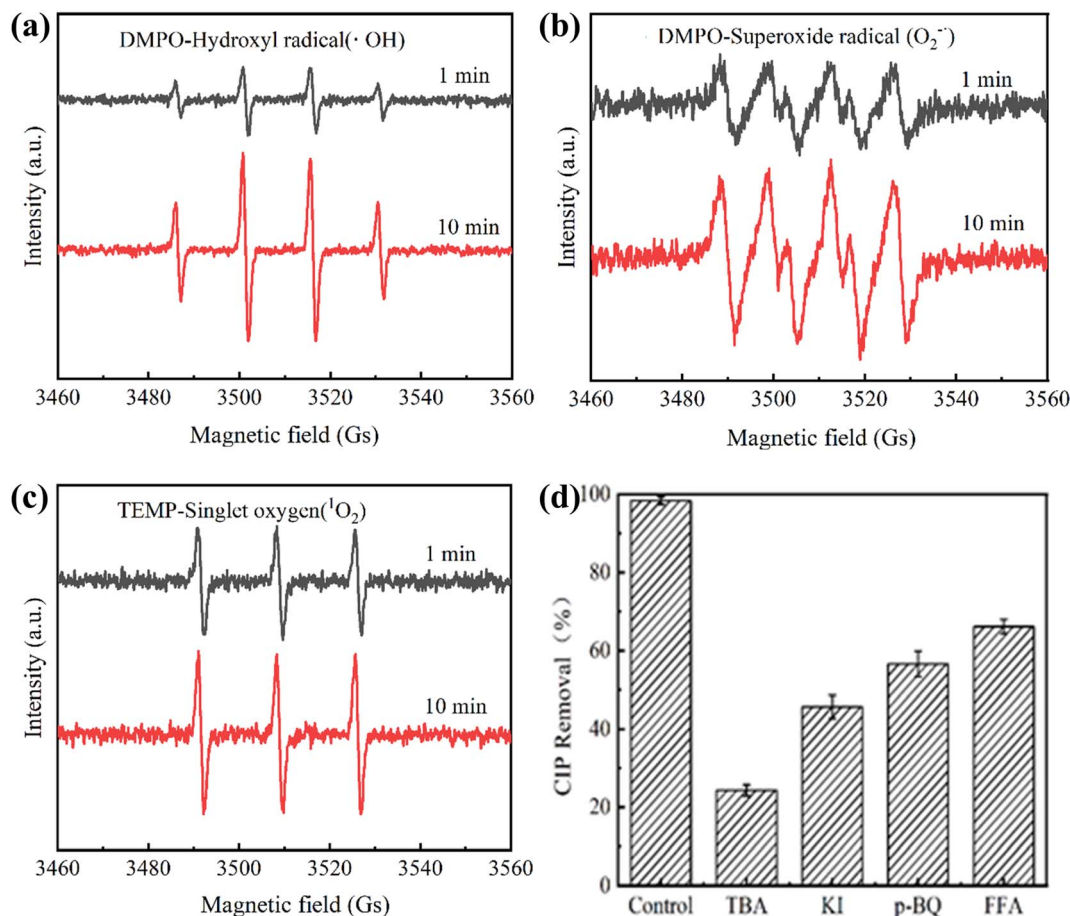 (a)
DMPO-Hydroxyl radical(· OH)
1 min
10 min
Intensity (a.u.)
3460 3480 3500 3520 3540 3560
Magnetic field (Gs)
(b)
DMPO-Superoxide radical (O₂⁻·)
1 min
10 min
Intensity (a.u.)
3460 3480 3500 3520 3540 3560
Magnetic field (Gs)
(c)
TEMP-Singlet oxygen(¹O₂)
1 min
10 min
Intensity (a.u.)
3460 3480 3500 3520 3540 3560
Magnetic field (Gs)
(d)
100
80
60
40
20
0
CIP Removal (%)
Control TBA KI p-BQ FFA